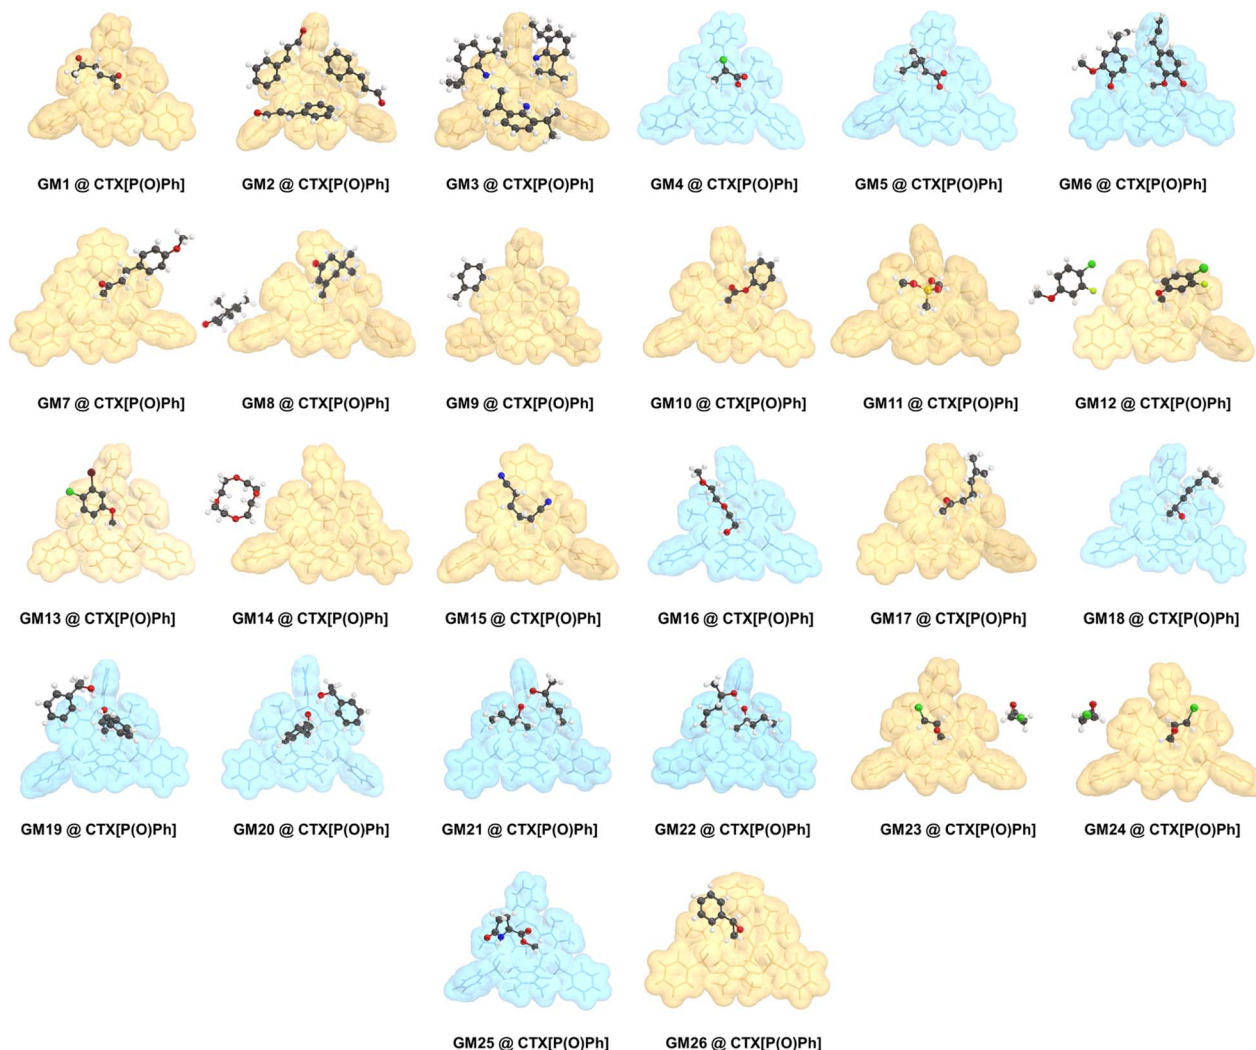 GM1 @ CTX[P(O)Ph]
GM2 @ CTX[P(O)Ph]
GM3 @ CTX[P(O)Ph]
GM4 @ CTX[P(O)Ph]
GM5 @ CTX[P(O)Ph]
GM6 @ CTX[P(O)Ph]
GM7 @ CTX[P(O)Ph]
GM8 @ CTX[P(O)Ph]
GM9 @ CTX[P(O)Ph]
GM10 @ CTX[P(O)Ph]
GM11 @ CTX[P(O)Ph]
GM12 @ CTX[P(O)Ph]
GM13 @ CTX[P(O)Ph]
GM14 @ CTX[P(O)Ph]
GM15 @ CTX[P(O)Ph]
GM16 @ CTX[P(O)Ph]
GM17 @ CTX[P(O)Ph]
GM18 @ CTX[P(O)Ph]
GM19 @ CTX[P(O)Ph]
GM20 @ CTX[P(O)Ph]
GM21 @ CTX[P(O)Ph]
GM22 @ CTX[P(O)Ph]
GM23 @ CTX[P(O)Ph]
GM24 @ CTX[P(O)Ph]
GM25 @ CTX[P(O)Ph]
GM26 @ CTX[P(O)Ph]